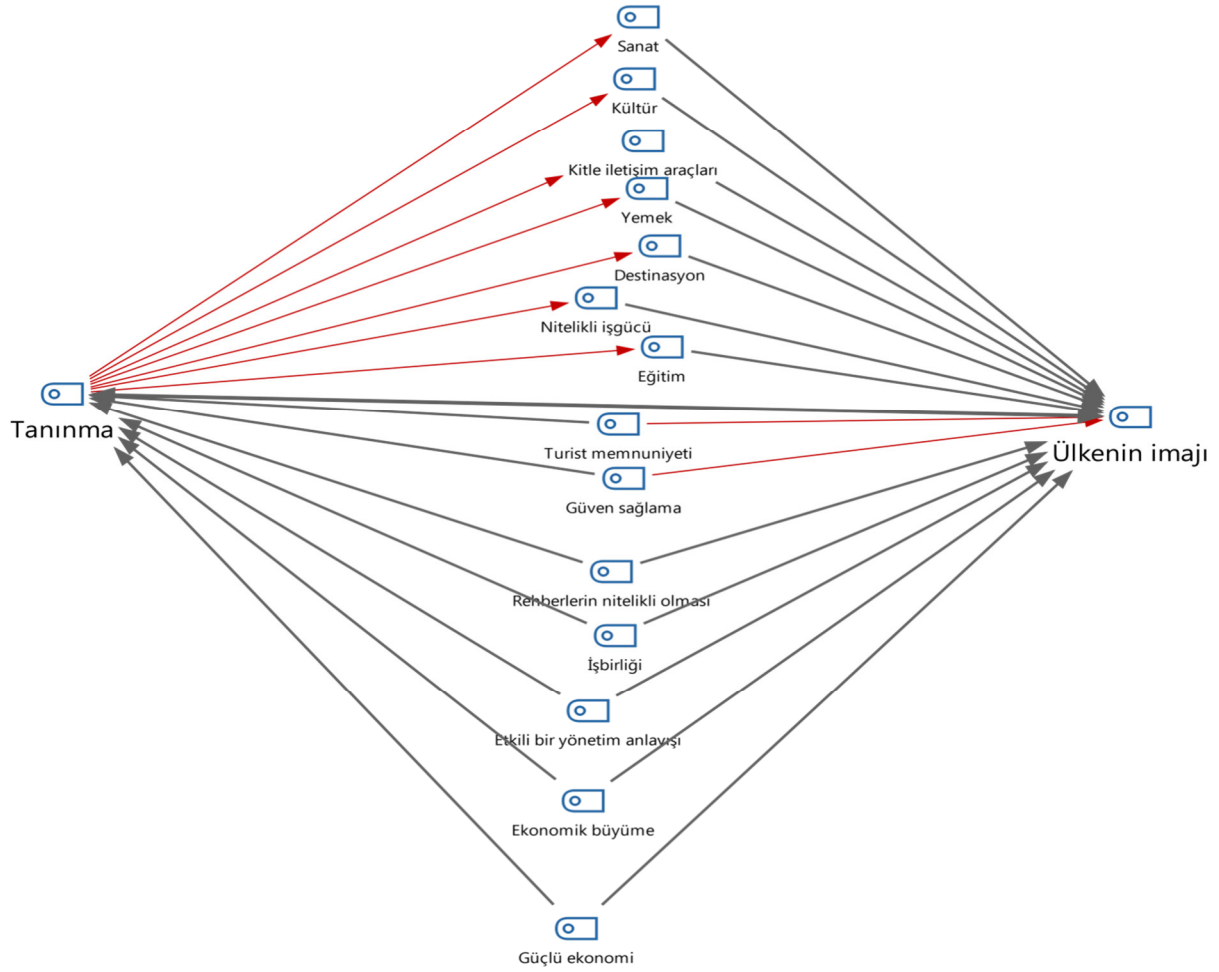 Sanat
Kültür
Kitle iletişim araçları
Yemek
Destinasyon
Nitelikli işgücü
Eğitim
Tanınma
Turist memnuniyeti
Ülkenin imajı
Güven sağlama
Rehberlerin nitelikli olması
İşbirliği
Etkili bir yönetim anlayışı
Ekonomik büyüme
Güçlü ekonomi